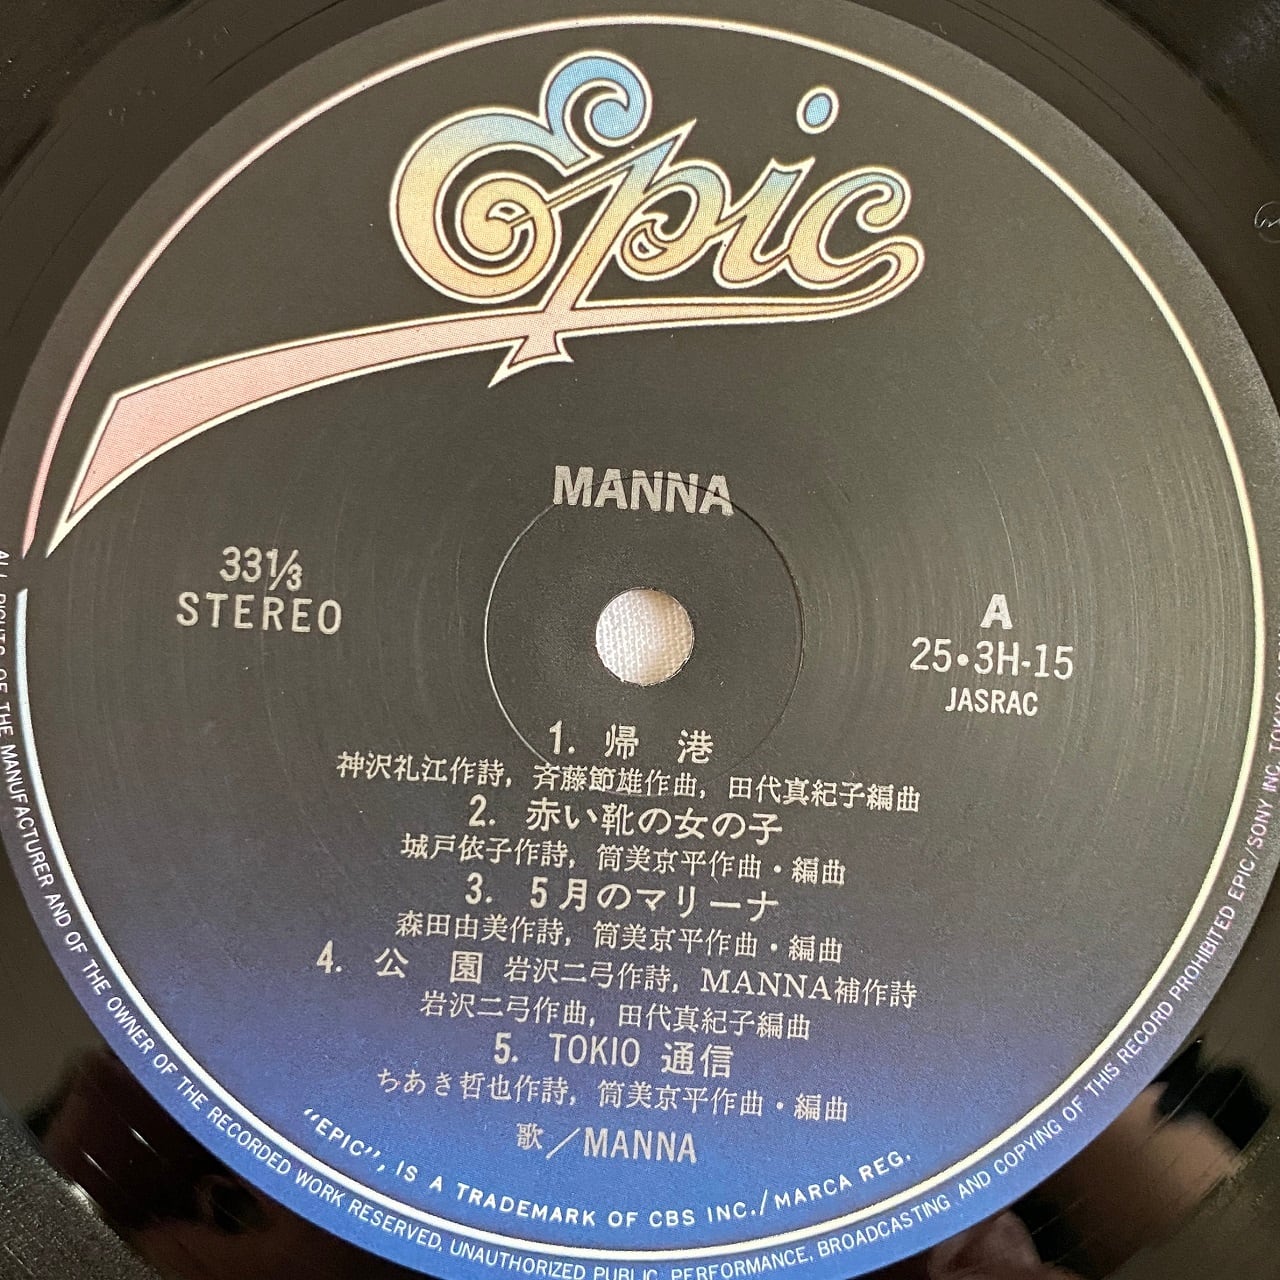 Epic
MANNA
33⅓
STEREO
A
25・3H-15
JASRAC
1. 帰 港
神沢礼江作詩, 斉藤節雄作曲, 田代真紀子編曲
2. 赤い靴の女の子
城戸依子作詩, 筒美京平作曲・編曲
3. 5月のマリーナ
森田由美作詩, 筒美京平作曲・編曲
4. 公 園 岩沢二弓作詩, MANNA補作詩
岩沢二弓作曲, 田代真紀子編曲
5. TOKIO 通信
ちあき哲也作詩, 筒美京平作曲・編曲
歌／MANNA
"EPIC", IS A TRADEMARK OF CBS INC./MARCA REG.
ALL RIGHTS OF THE MANUFACTURER AND OF THE OWNER OF THE RECORDED WORK RESERVED. UNAUTHORIZED PUBLIC PERFORMANCE, BROADCASTING AND COPYING OF THIS RECORD PROHIBITED EPIC/SONY INC. TOKYO